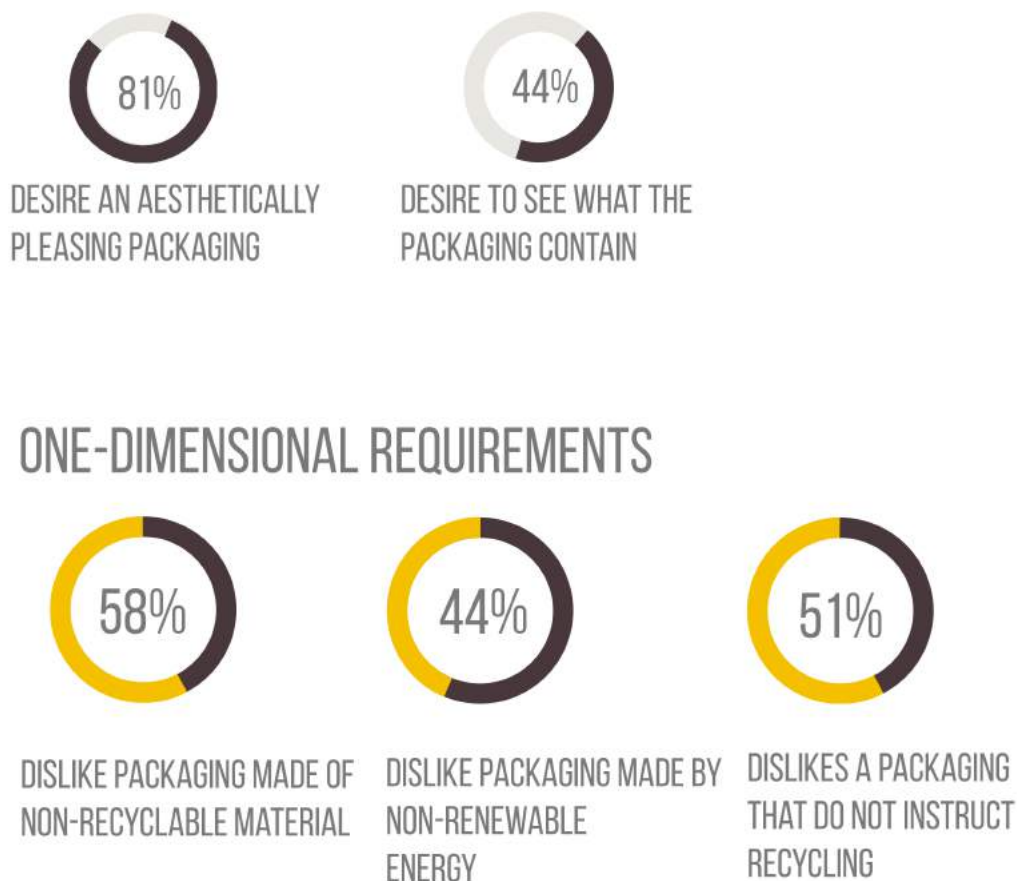 81%
44%
DESIRE AN AESTHETICALLY
PLEASING PACKAGING
DESIRE TO SEE WHAT THE
PACKAGING CONTAIN
ONE-DIMENSIONAL REQUIREMENTS
58%
44%
51%
DISLIKE PACKAGING MADE OF
NON-RECYCLABLE MATERIAL
DISLIKE PACKAGING MADE BY
NON-RENEWABLE
ENERGY
DISLIKES A PACKAGING
THAT DO NOT INSTRUCT
RECYCLING